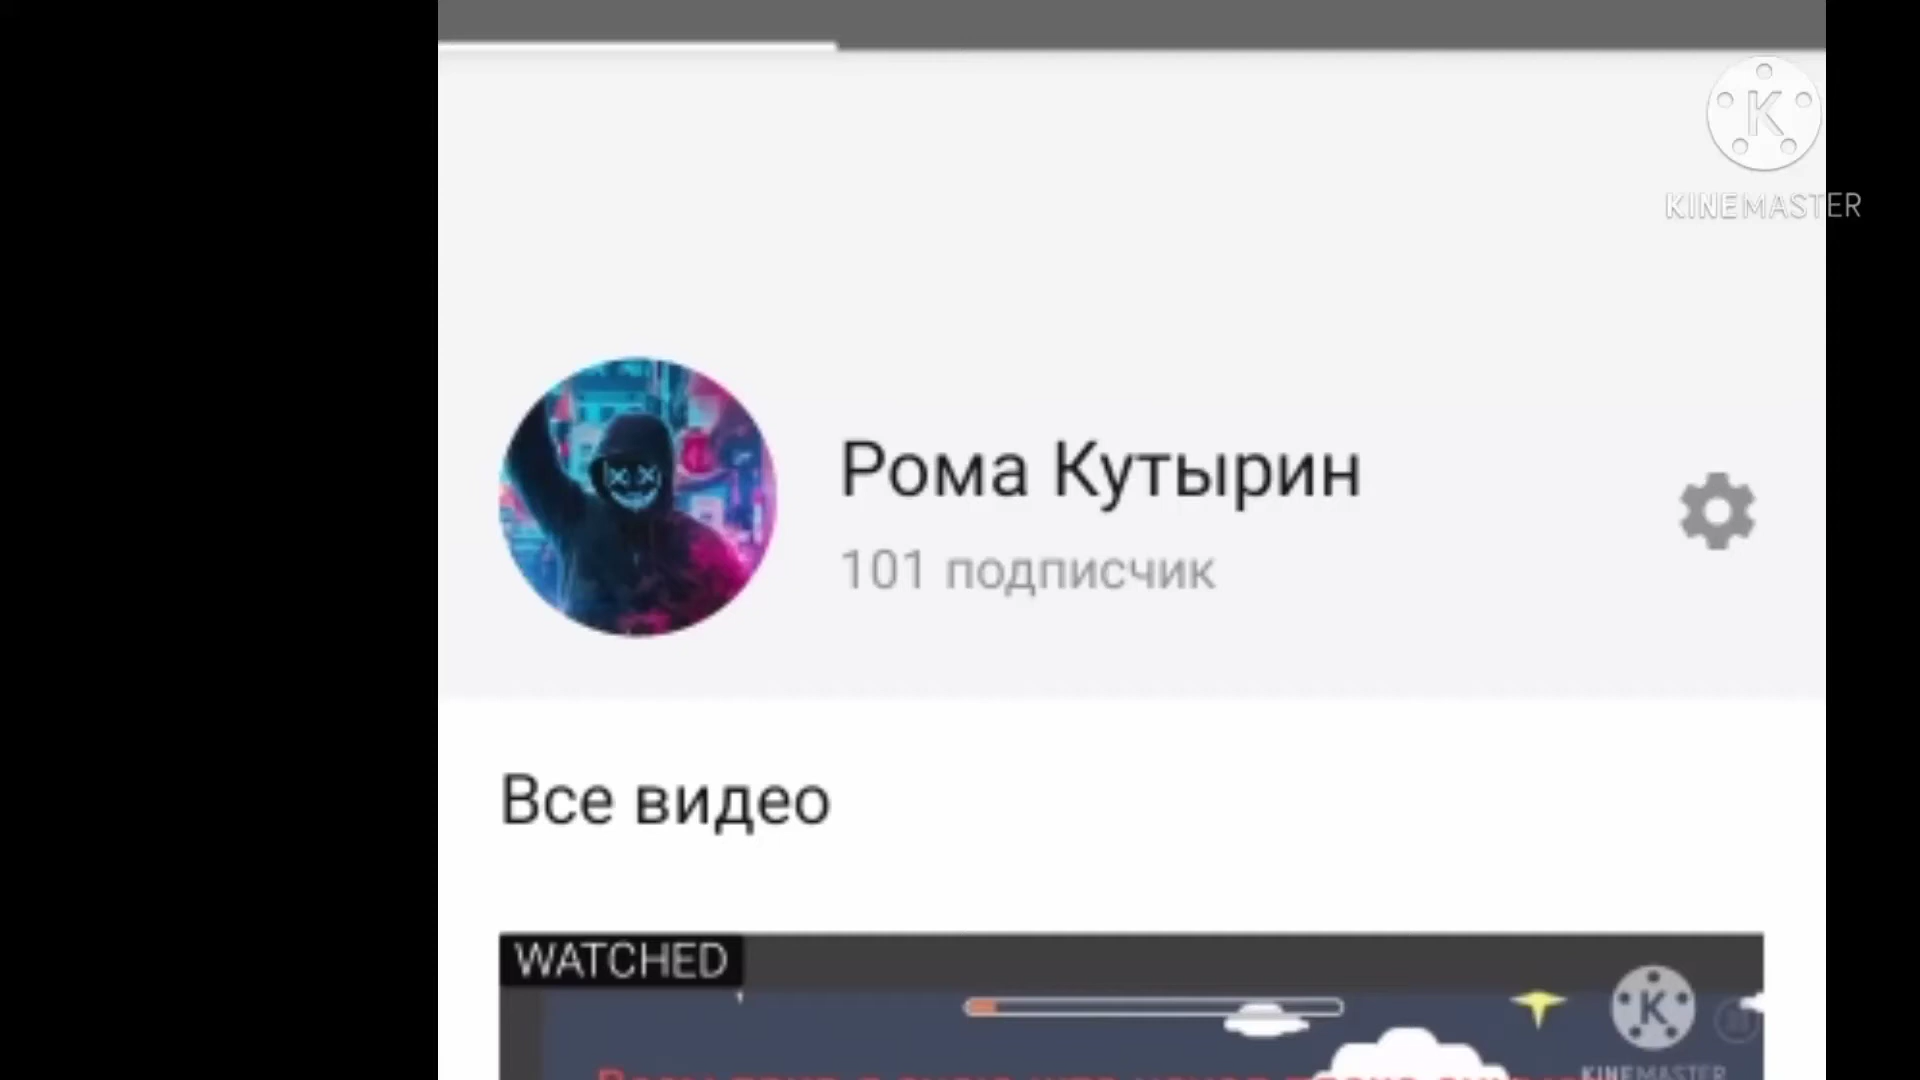 K
KINEMASTER
Рома Кутырин
101 подписчик
Все видео
WATCHED
K
KINEMASTER